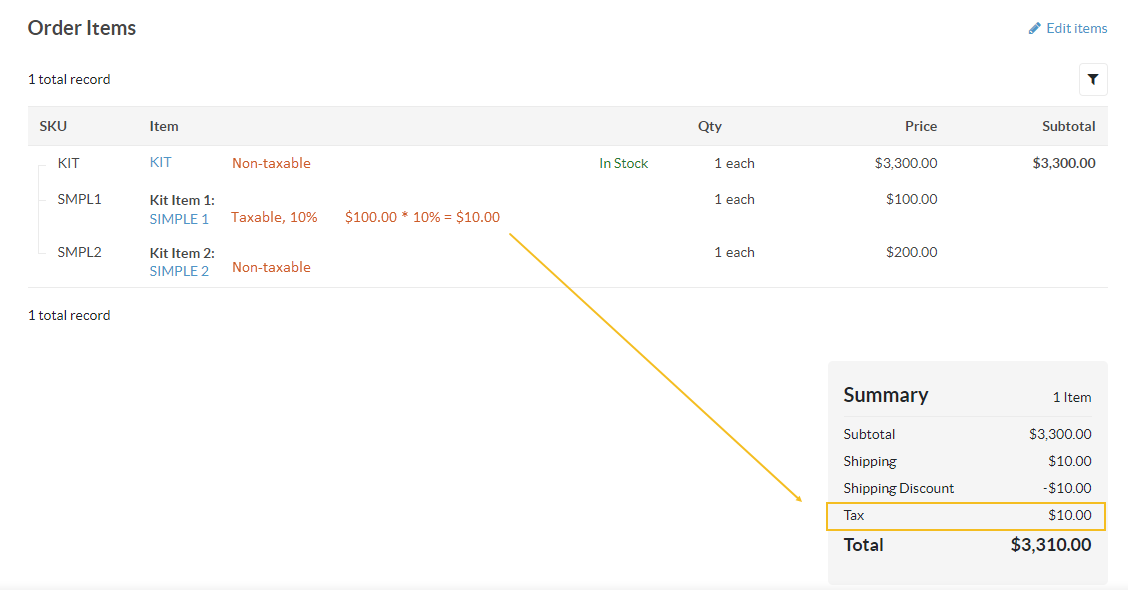 Order Items
Edit items
1 total record
SKU Item Qty Price Subtotal
KIT KIT Non-taxable In Stock 1 each $3,300.00 $3,300.00
SMPL1 Kit Item 1: 1 each $100.00
SIMPLE 1 Taxable, 10% $100.00 * 10% = $10.00
SMPL2 Kit Item 2: 1 each $200.00
SIMPLE 2 Non-taxable
1 total record
Summary 1 Item
Subtotal $3,300.00
Shipping $10.00
Shipping Discount -$10.00
Tax $10.00
Total $3,310.00